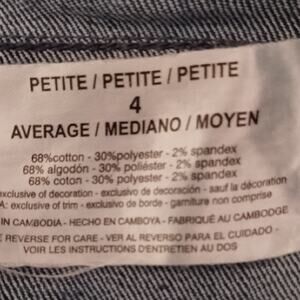 PETITE / PETITE / PETITE
4
AVERAGE / MEDIANO / MOYEN
68%cotton - 30%polyester - 2% spandex
68% algodón - 30% poliéster - 2% spandex
68% coton - 30% polyester - 2% spandex
exclusive of decoration - exclusivo de decoración - sauf la décoration
A: exclusive of trim - exclusivo de borde - garniture non comprise
IN CAMBODIA - HECHO EN CAMBOYA - FABRIQUÉ AU CAMBODGE
REVERSE FOR CARE - VER AL REVERSO PARA EL CUIDADO -
VOIR LES INSTRUCTIONS D'ENTRETIEN AU DOS